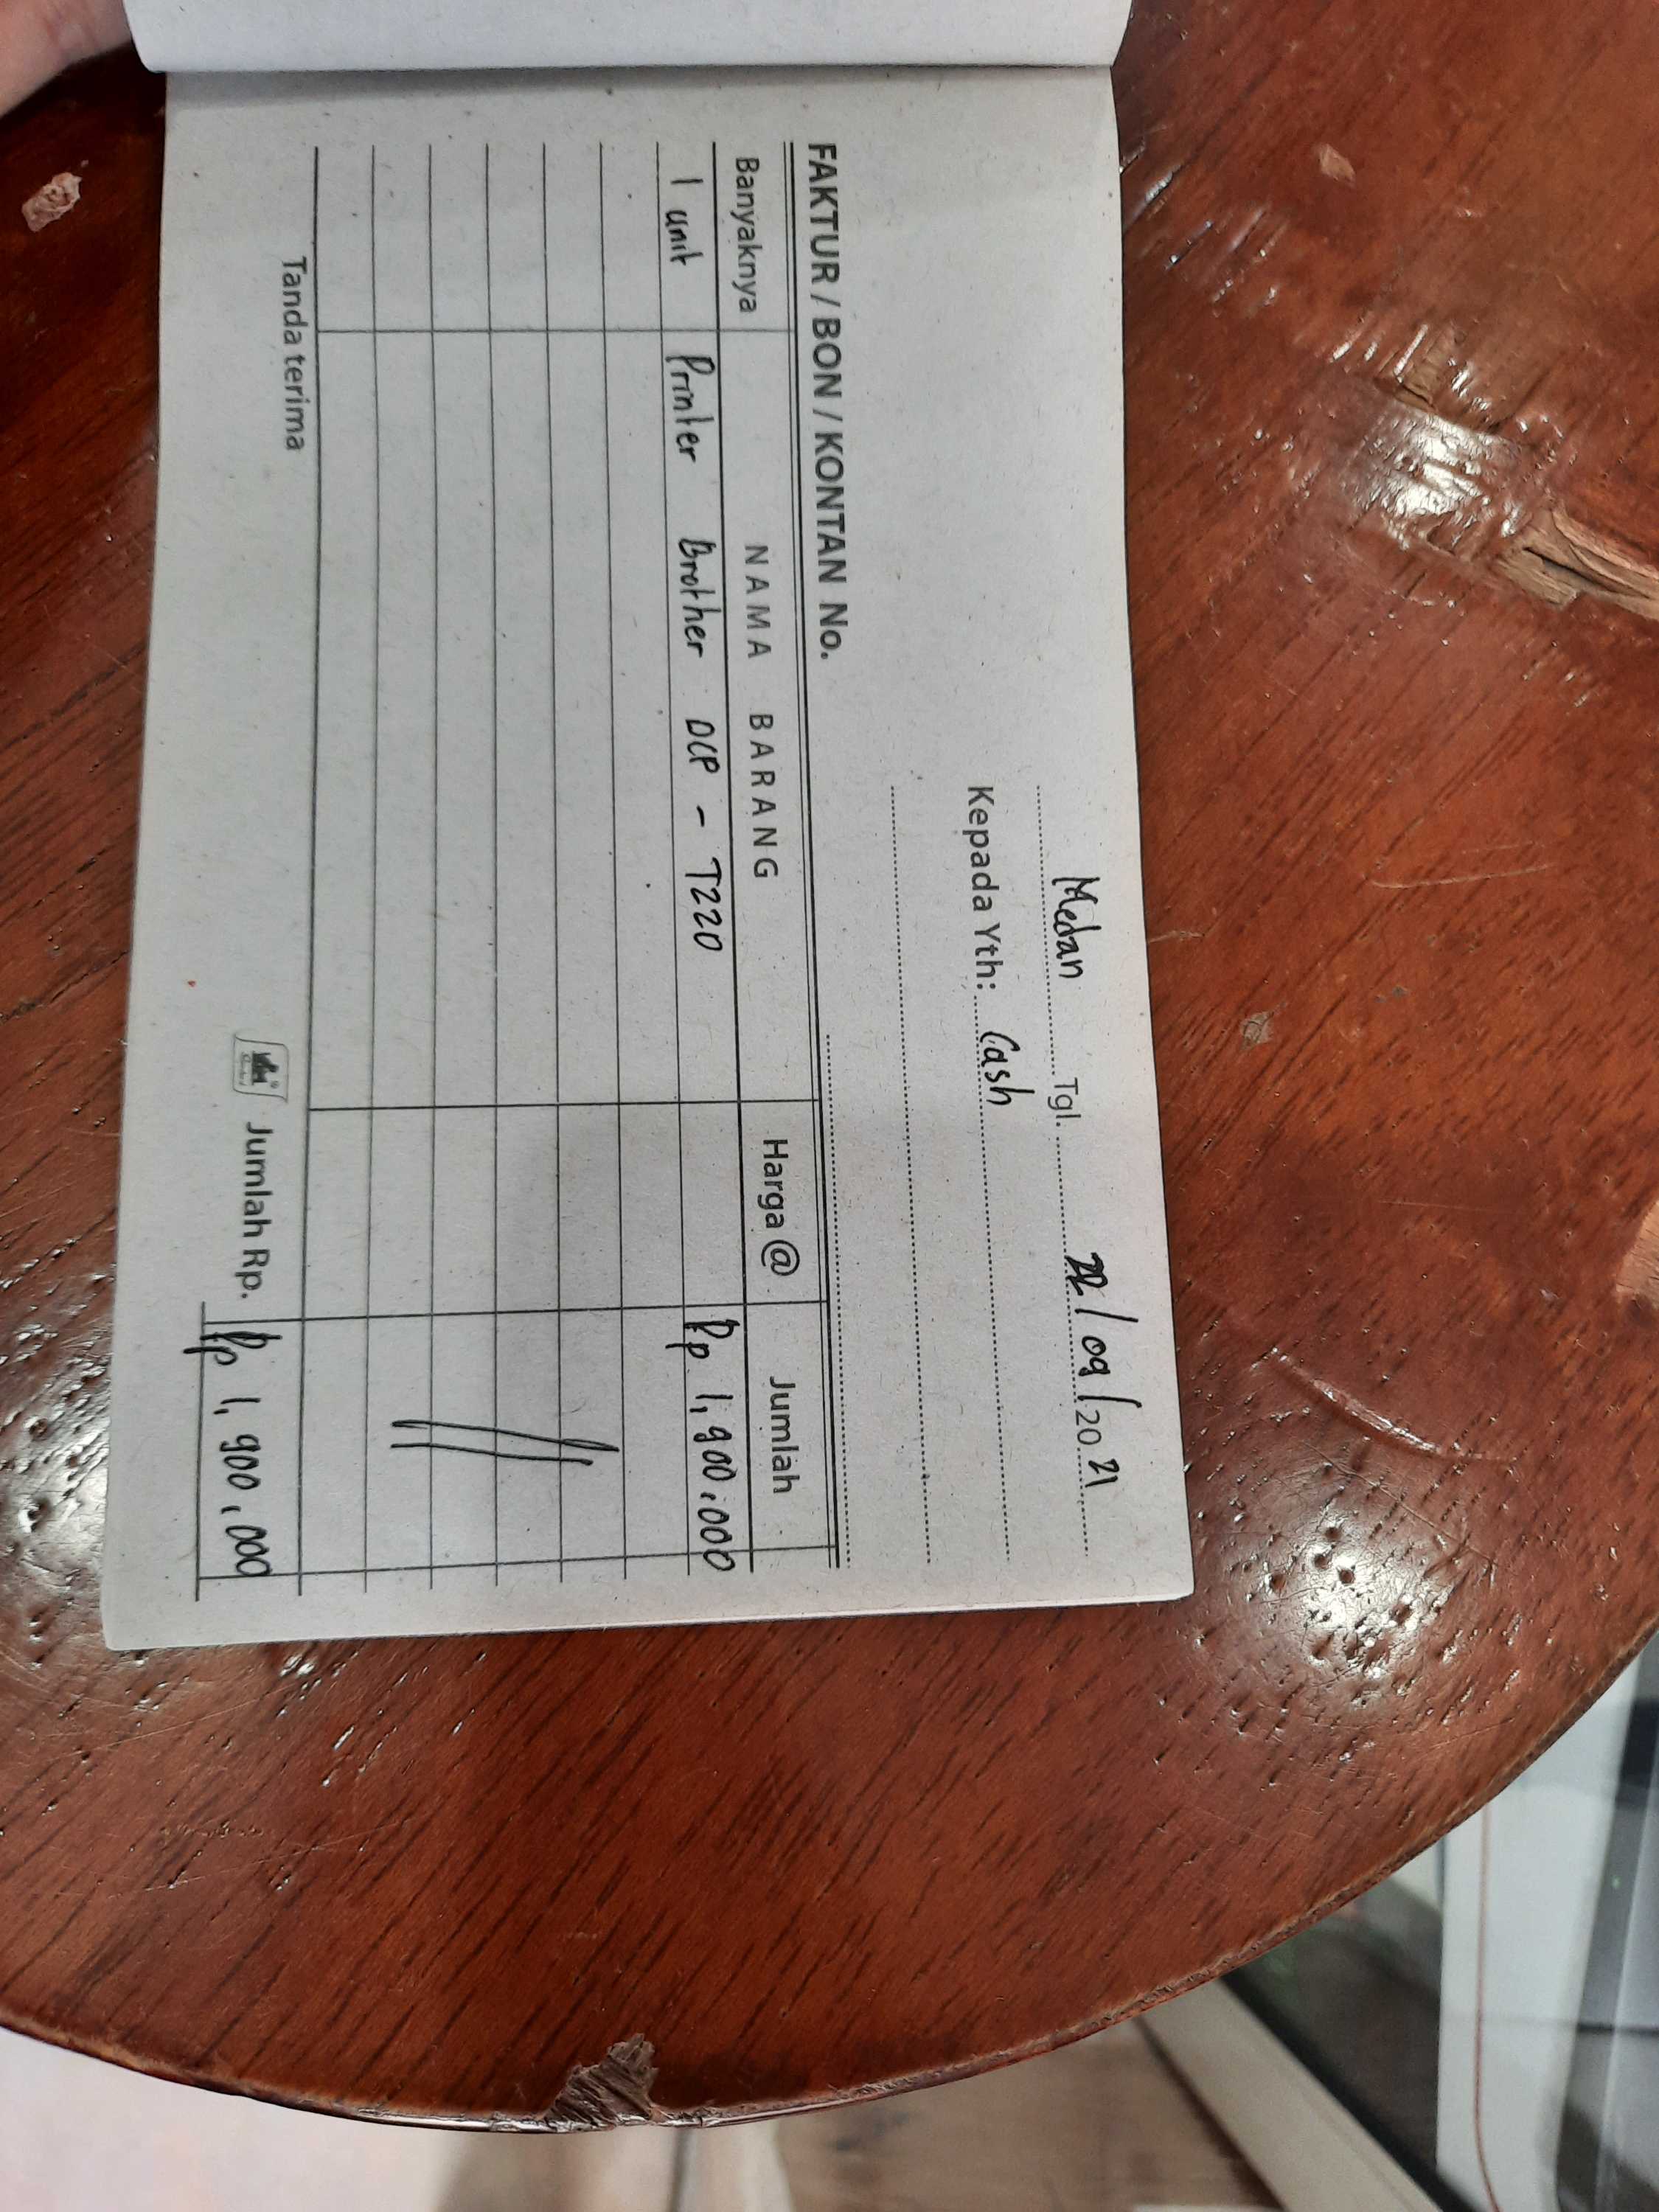 Medan Tgl. 22/09/2021
Kepada Yth: Cash
FAKTUR / BON / KONTAN No.
Banyaknya NAMA BARANG Harga @ Jumlah
1 unit Printer Brother DCP - T220 Rp 1,900.000
Tanda terima Jumlah Rp. Rp 1,900.000